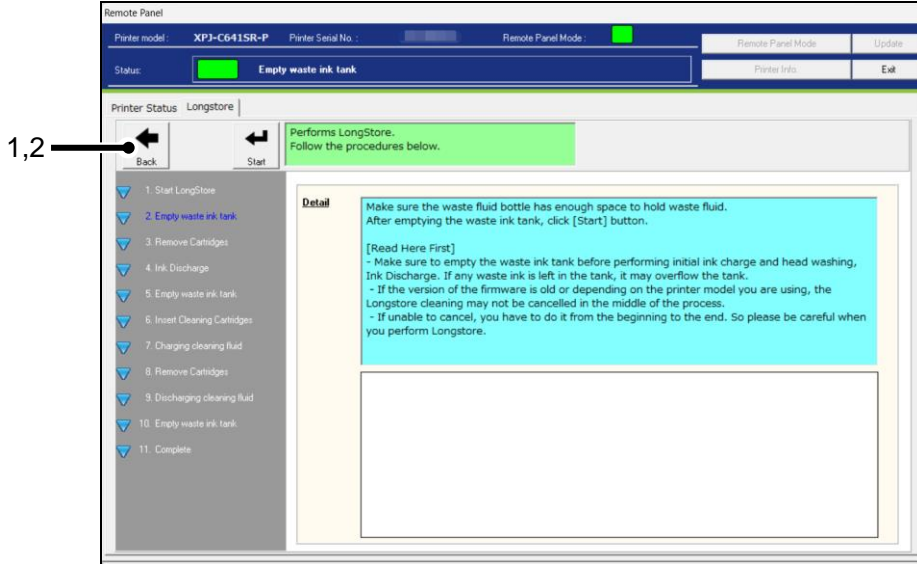 Remote Panel
Printer model : XPJ-C641SR-P Printer Serial No. : Remote Panel Mode :
Remote Panel Mode Update
Status: Empty waste ink tank
Printer Info. Exit
Printer Status Longstore
1,2
Back Start
Performs LongStore.
Follow the procedures below.
1. Start LongStore
2. Empty waste ink tank
3. Remove Cartridges
4. Ink Discharge
5. Empty waste ink tank
6. Insert Cleaning Cartridges
7. Charging cleaning fluid
8. Remove Cartridges
9. Discharging cleaning fluid
10. Empty waste ink tank
11. Complete
Detail
Make sure the waste fluid bottle has enough space to hold waste fluid.
After emptying the waste ink tank, click [Start] button.
[Read Here First]
- Make sure to empty the waste ink tank before performing initial ink charge and head washing,
Ink Discharge. If any waste ink is left in the tank, it may overflow the tank.
- If the version of the firmware is old or depending on the printer model you are using, the
Longstore cleaning may not be cancelled in the middle of the process.
- If unable to cancel, you have to do it from the beginning to the end. So please be careful when
you perform Longstore.